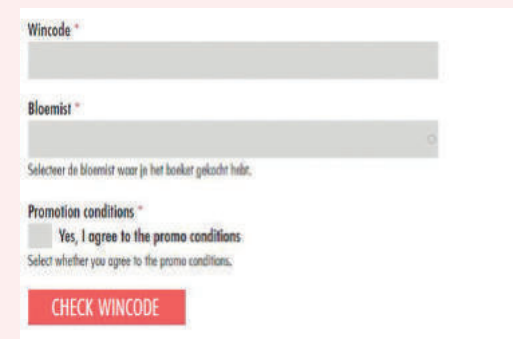 Wincode *
Bloemist *
Selecteer de bloemist waar je het boeket gekocht hebt.
Promotion conditions *
Yes, I agree to the promo conditions
Select whether you agree to the promo conditions.
CHECK WINCODE